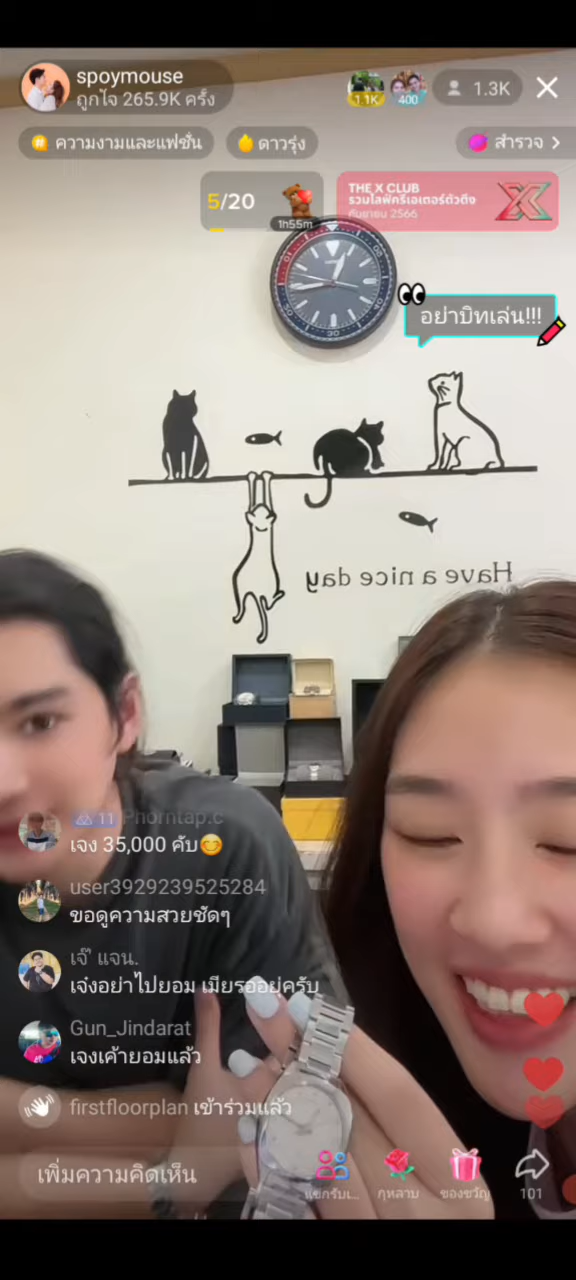 spoymouse
ถูกใจ 265.9K ครั้ง
1.1K
400
1.3K
ความงามและแฟชั่น
ดาวรุ่ง
สำรวจ
5/20
1h55m
THE X CLUB
รวมไลฟ์ครีเอเตอร์ตัวตึง
กันยายน 2566
อย่าบิทเล่น!!!
Have a nice day
11 Phorntap.c
เจง 35,000 คับ😊
user3929239525284
ขอดูความสวยชัดๆ
เจ๊ แจน.
เจ๋งอย่าไปยอม เมียรออยู่ครับ
Gun_Jindarat
เจงเค้ายอมแล้ว
firstfloorplan เข้าร่วมแล้ว
เพิ่มความคิดเห็น
แขกรับเ...
กุหลาบ
ของขวัญ
101